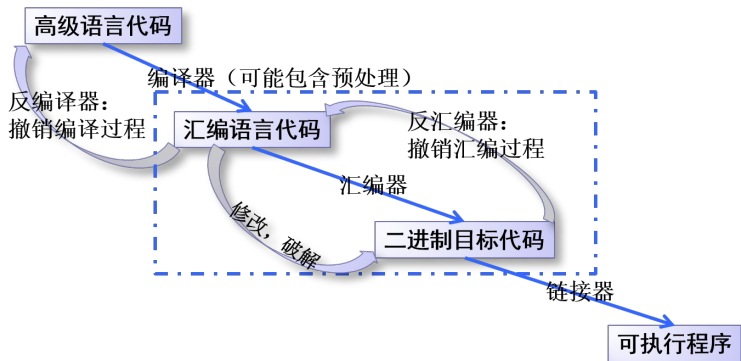 高级语言代码
编译器（可能包含预处理）
反编译器：
撤销编译过程
汇编语言代码
反汇编器：
撤销汇编过程
汇编器
修改，破解
二进制目标代码
链接器
可执行程序